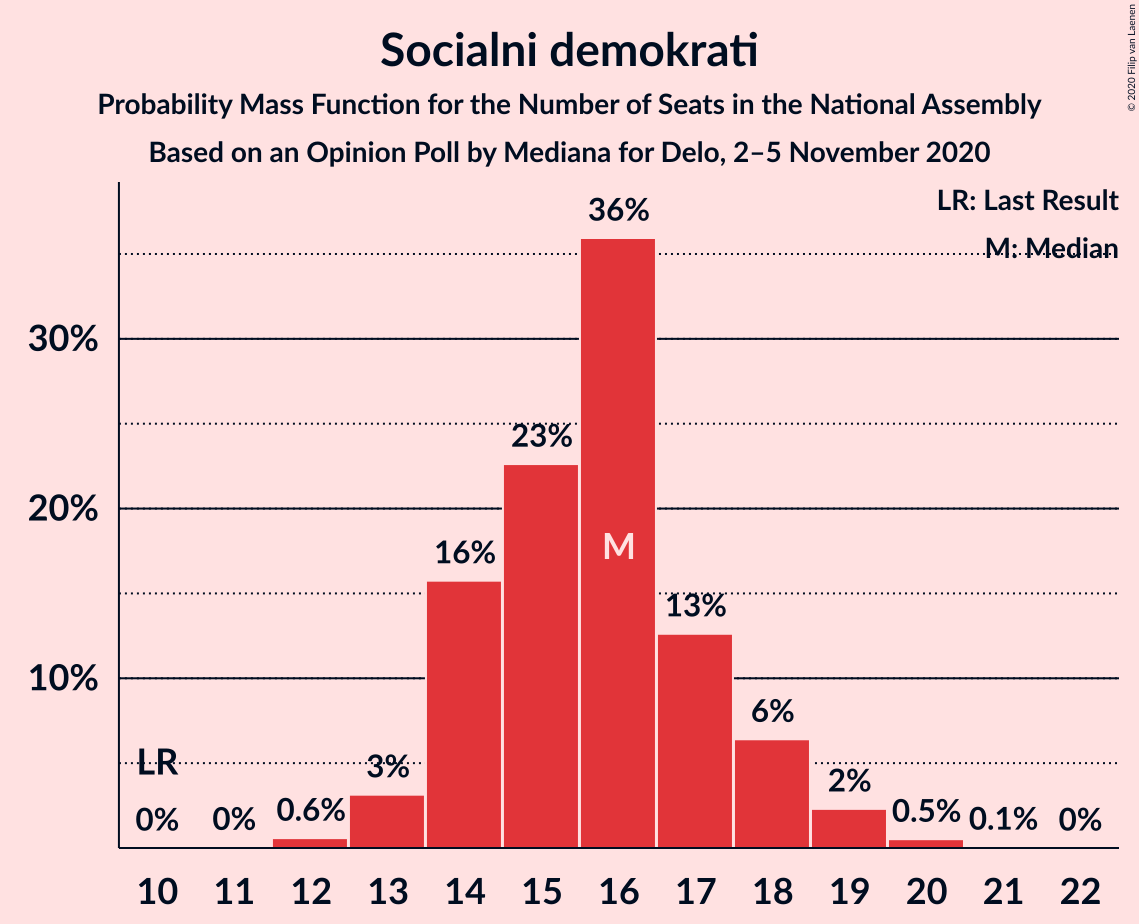 Socialni demokrati
Probability Mass Function for the Number of Seats in the National Assembly
Based on an Opinion Poll by Mediana for Delo, 2–5 November 2020
© 2020 Filip van Laenen
LR: Last Result
M: Median
36%
30%
23%
20%
16%
M
13%
10%
6%
LR
3%
2%
0% 0% 0.6% 0.5% 0.1% 0%
10 11 12 13 14 15 16 17 18 19 20 21 22